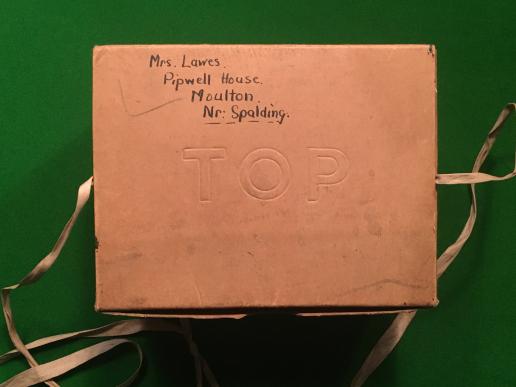 Mrs. Lawes.
Pipwell House.
Moulton.
Nr: Spalding.
TOP